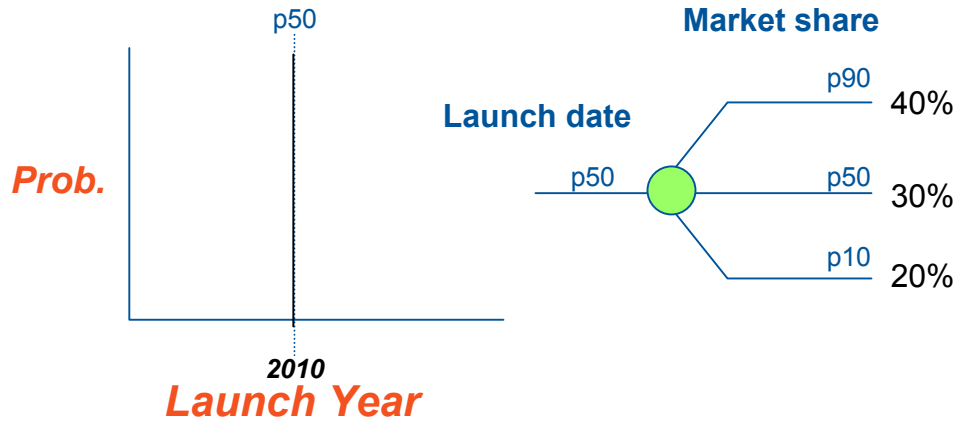 p50
Prob.
2010
Launch Year
Market share
Launch date
p50
p90
40%
p50
30%
p10
20%